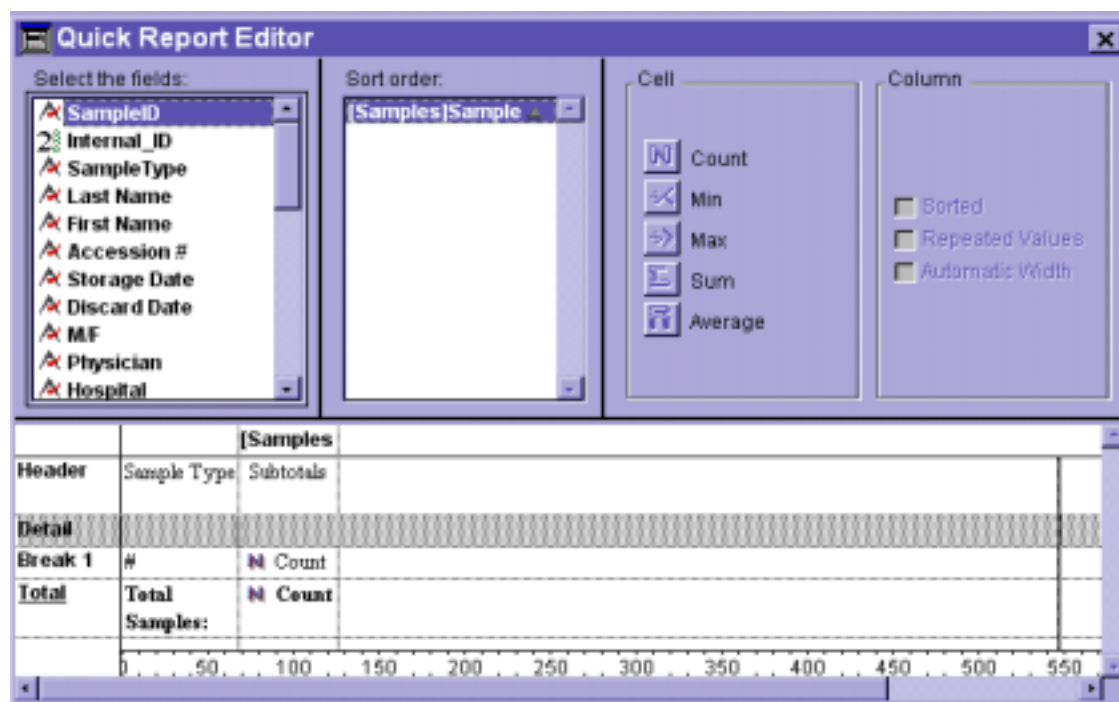 Quick Report Editor
Select the fields:
SampleID
Internal_ID
SampleType
Last Name
First Name
Accession #
Storage Date
Discard Date
M/F
Physician
Hospital
Sort order:
[Samples]Sample
Cell
Count
Min
Max
Sum
Average
Column
Sorted
Repeated Values
Automatic Width
[Samples
Header Sample Type Subtotals
Detail
Break 1 # N Count
Total Total Samples: N Count
0 50 100 150 200 250 300 350 400 450 500 550